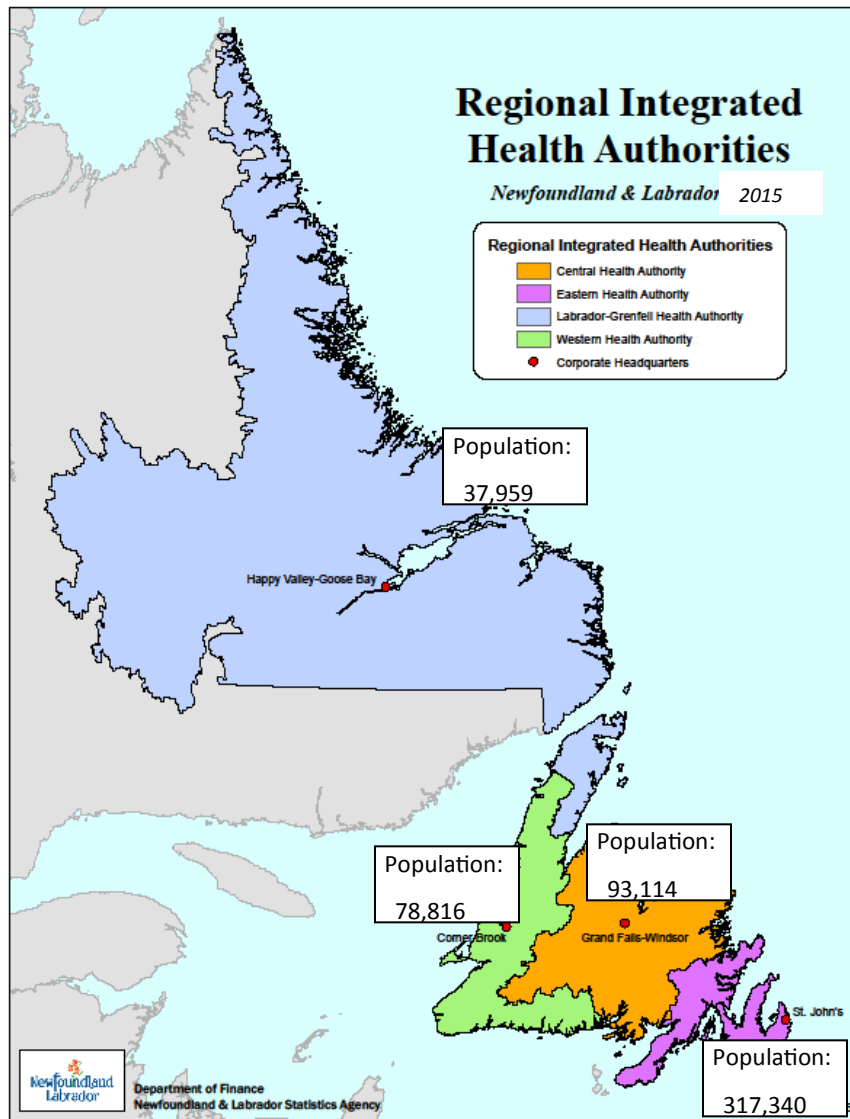 Regional Integrated
Health Authorities
Newfoundland & Labrador 2015
Regional Integrated Health Authorities
Central Health Authority
Eastern Health Authority
Labrador-Grenfell Health Authority
Western Health Authority
Corporate Headquarters
Population:
37,959
Happy Valley-Goose Bay
Population:
78,816
Corner Brook
Population:
93,114
Grand Falls-Windsor
St. John's
Population:
317,340
Newfoundland
Labrador
Department of Finance
Newfoundland & Labrador Statistics Agency